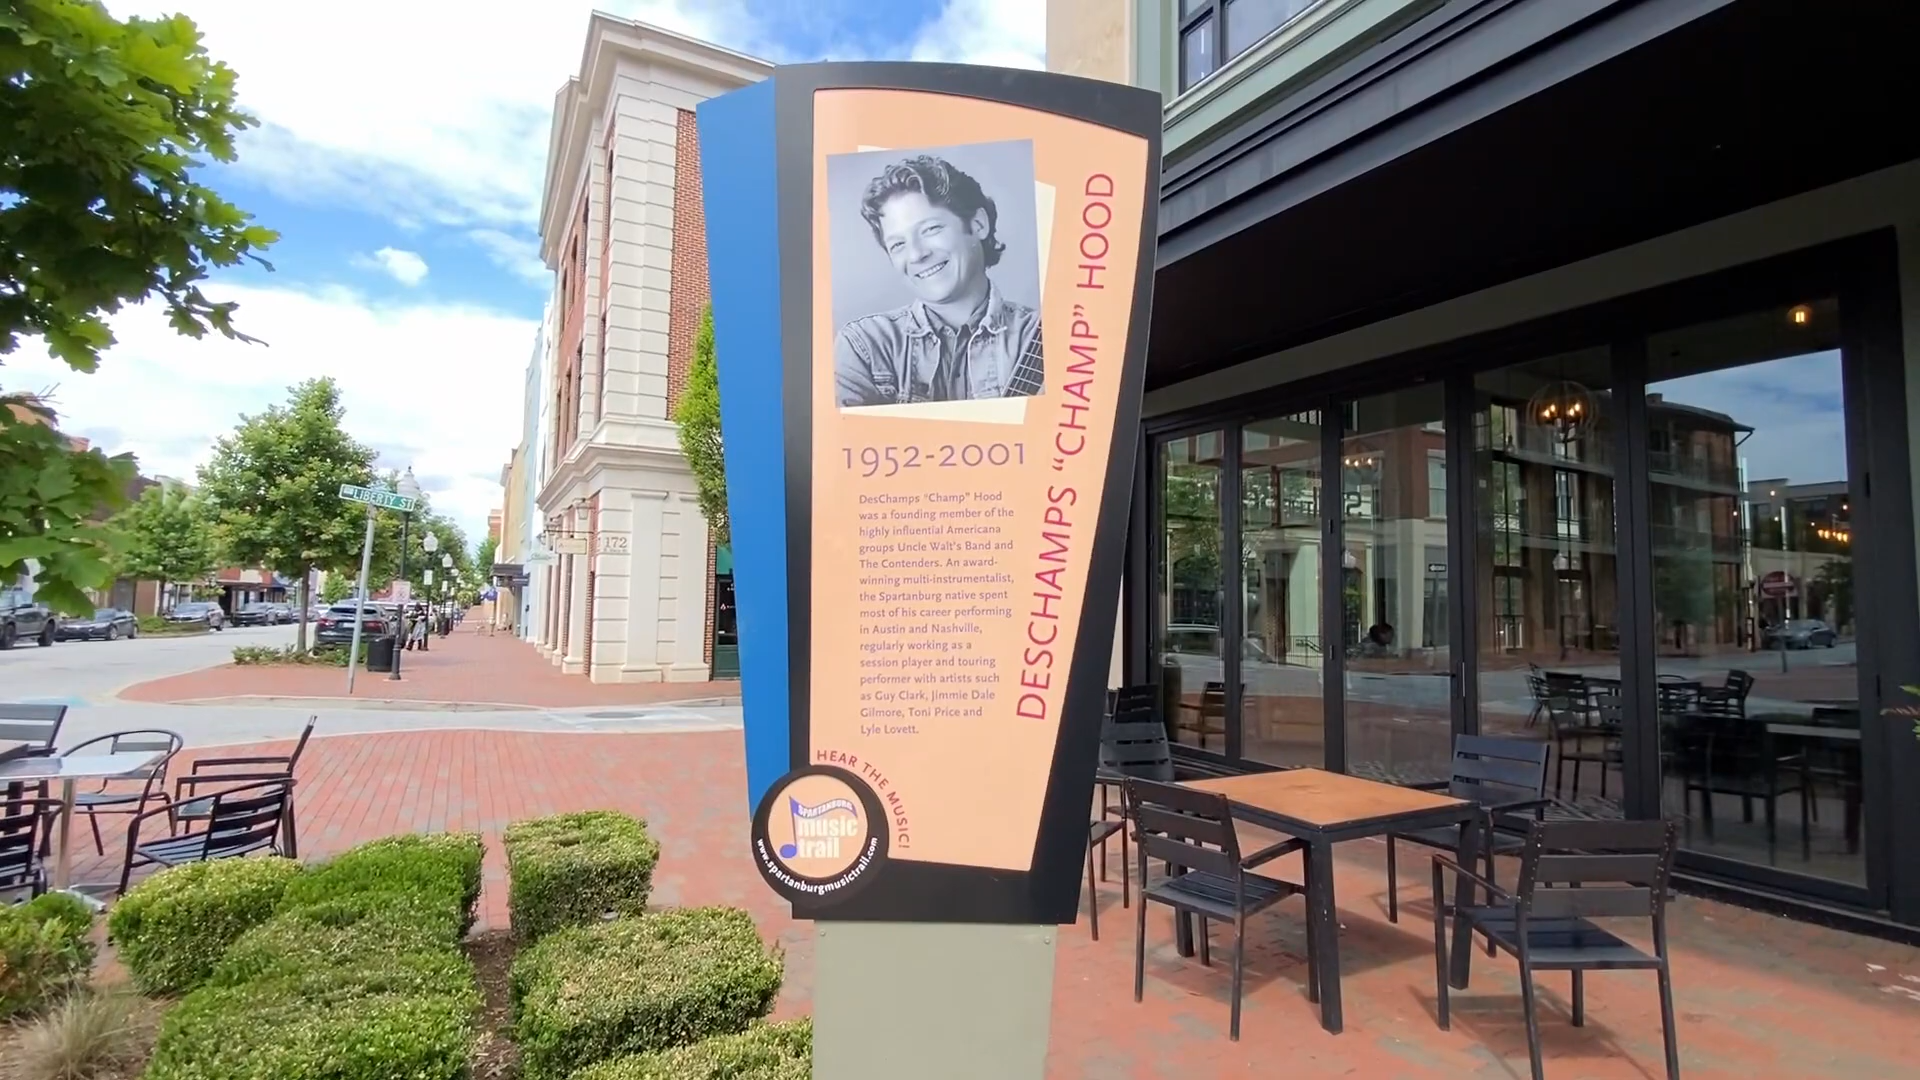 LIBERTY ST
172
DESCHAMPS “CHAMP” HOOD
1952-2001
DesChamps “Champ” Hood
was a founding member of the
highly influential Americana
groups Uncle Walt's Band and
The Contenders. An award-
winning multi-instrumentalist,
the Spartanburg native spent
most of his career performing
in Austin and Nashville,
regularly working as a
session player and touring
performer with artists such
as Guy Clark, Jimmie Dale
Gilmore, Toni Price and
Lyle Lovett.
HEAR THE MUSIC!
SPARTANBURG
music
trail
www.spartanburgmusictrail.com